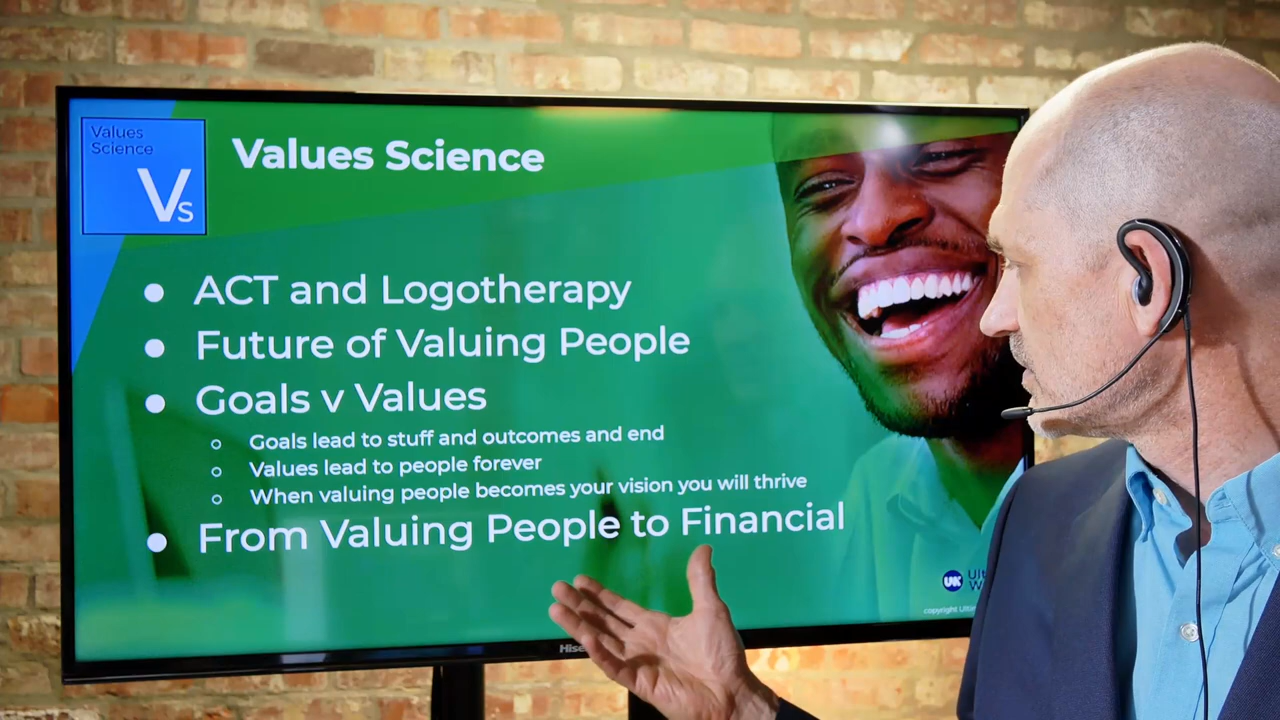 Values
Science
Vs
Values Science
ACT and Logotherapy
Future of Valuing People
Goals v Values
Goals lead to stuff and outcomes and end
Values lead to people forever
When valuing people becomes your vision you will thrive
From Valuing People to Financial
UK
copyright